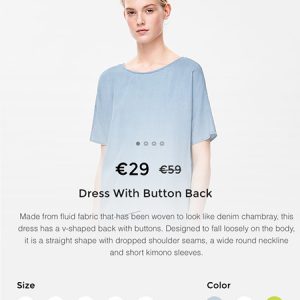 €29 €59
Dress With Button Back
Made from fluid fabric that has been woven to look like denim chambray, this
dress has a v-shaped back with buttons. Designed to fall loosely on the body,
it is a straight shape with dropped shoulder seams, a wide round neckline
and short kimono sleeves.
Size Color